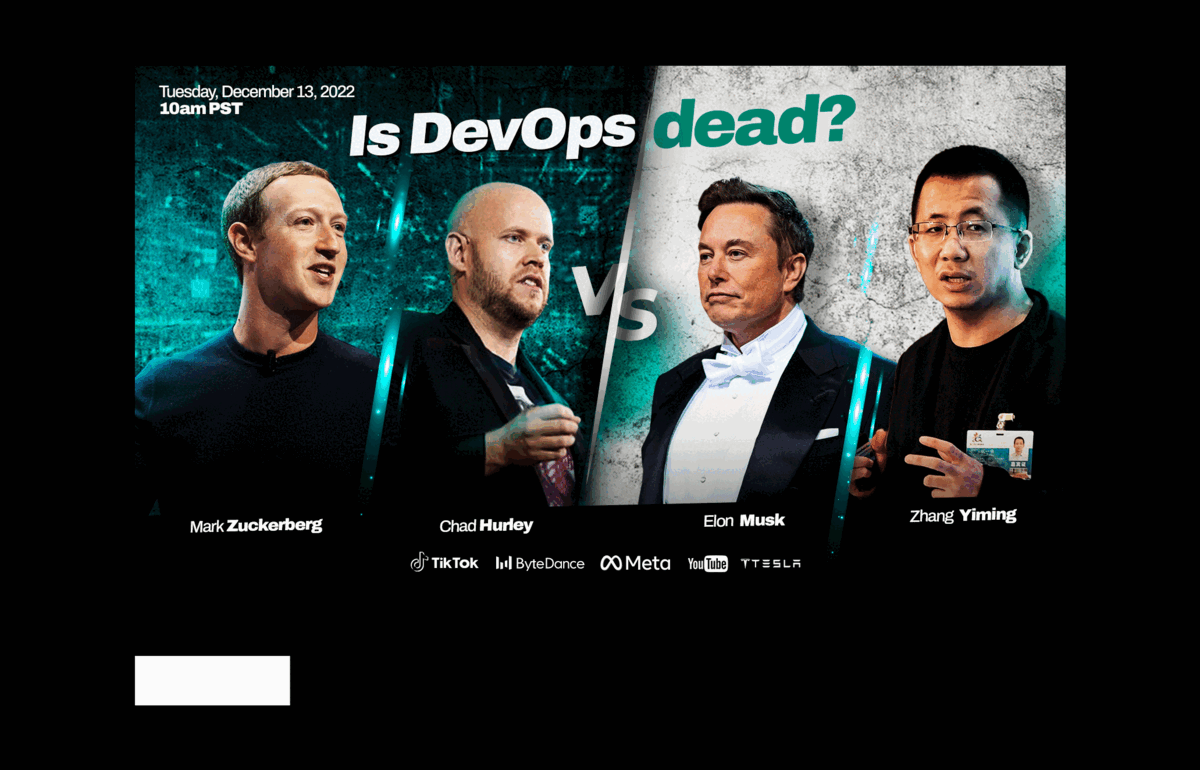 Tuesday, December 13, 2022
10am PST
Is DevOps dead?
VS
Mark Zuckerberg
Chad Hurley
Elon Musk
Zhang Yiming
TikTok ByteDance Meta YouTube TESLA